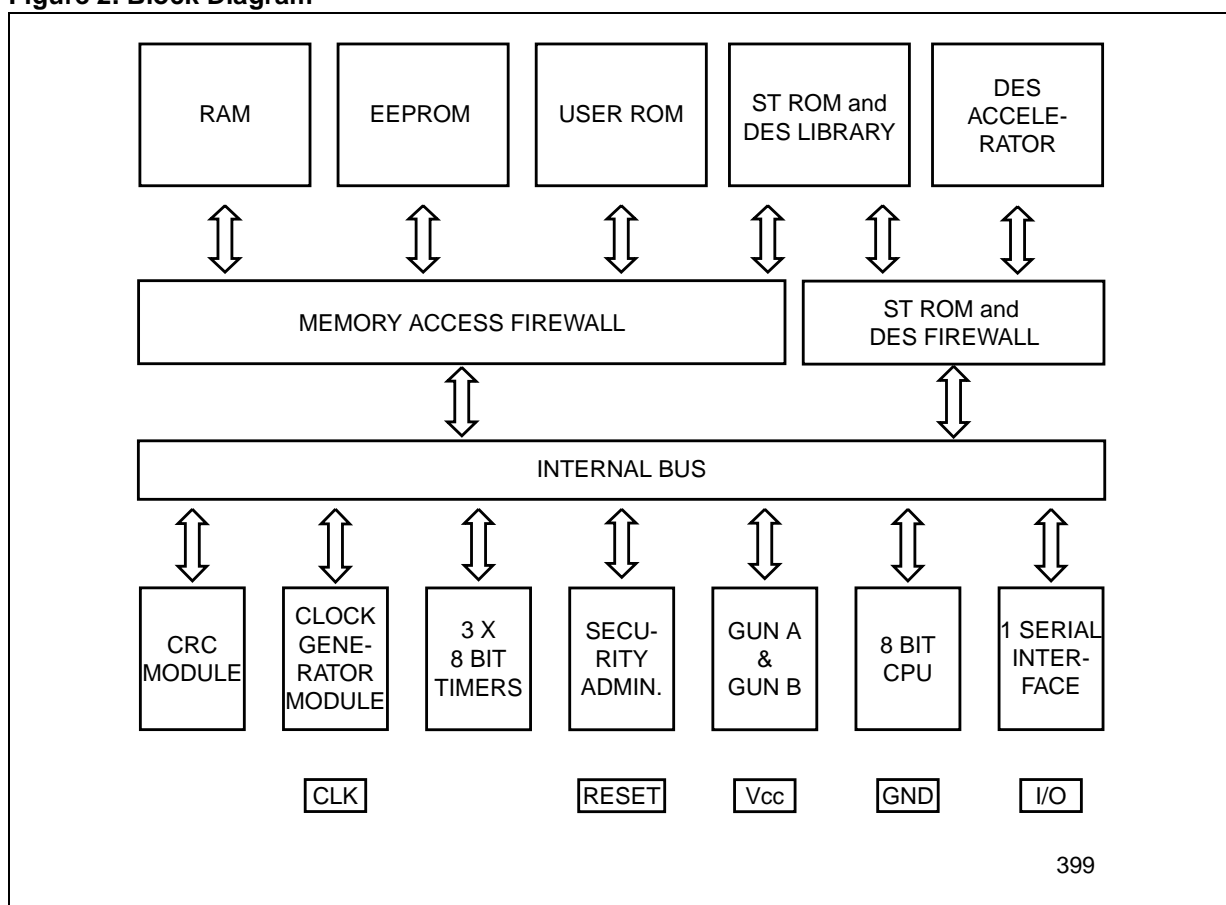 Figure 2. Block Diagram
RAM
EEPROM
USER ROM
ST ROM and
DES LIBRARY
DES
ACCELE-
RATOR
MEMORY ACCESS FIREWALL
ST ROM and
DES FIREWALL
INTERNAL BUS
CRC
MODULE
CLOCK
GENE-
RATOR
MODULE
3 X
8 BIT
TIMERS
SECU-
RITY
ADMIN.
GUN A
&
GUN B
8 BIT
CPU
1 SERIAL
INTER-
FACE
CLK
RESET
Vcc
GND
I/O
399